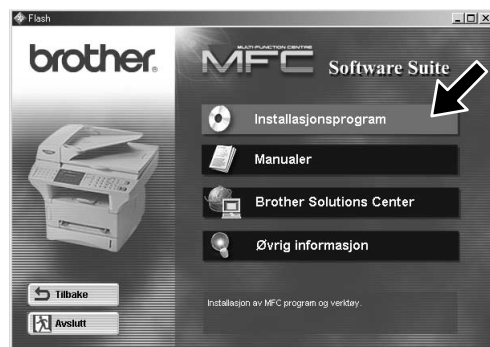 Flash
brother®
MULTI-FUNCTION CENTRE
MFC Software Suite
Installasjonsprogram
Manualer
Brother Solutions Center
Øvrig informasjon
Tilbake
Avslutt
Installasjon av MFC program og verktøy.